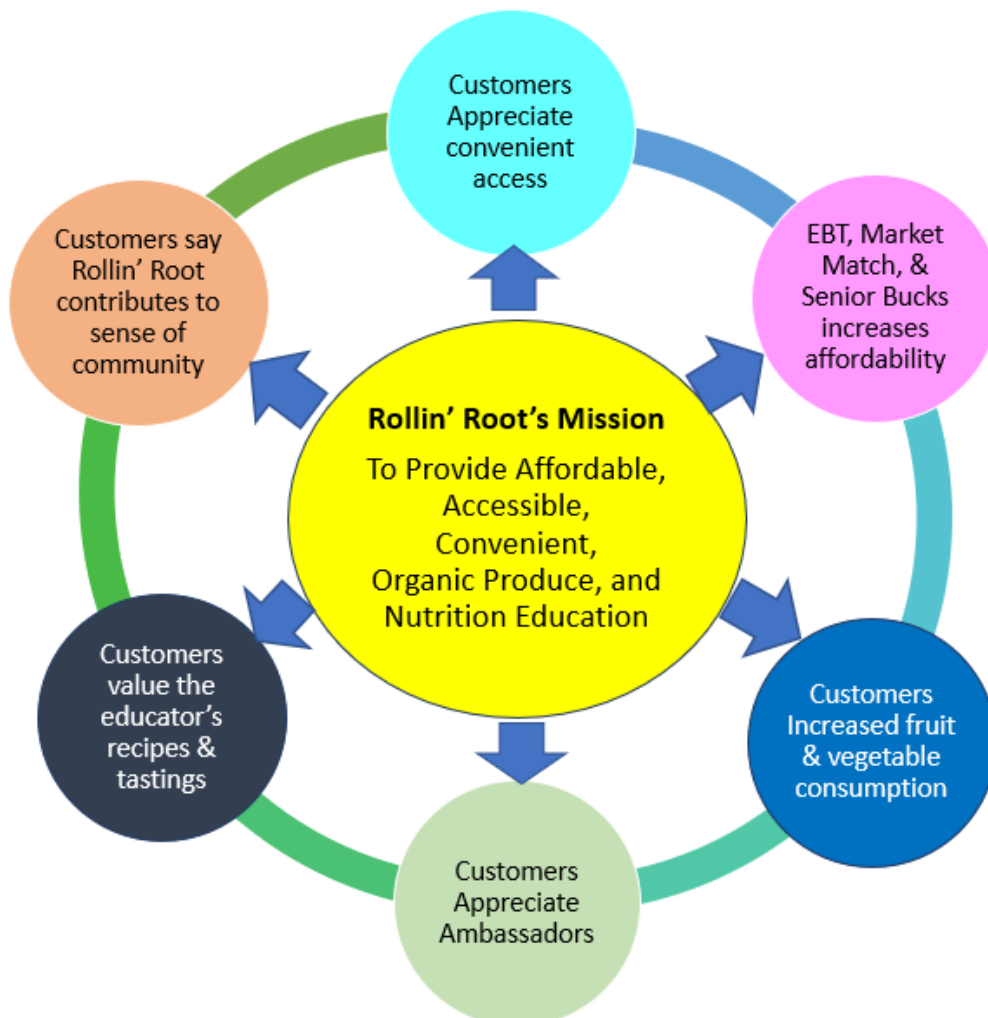 Customers
Appreciate
convenient
access
EBT, Market
Match, &
Senior Bucks
increases
affordability
Customers
Increased fruit
& vegetable
consumption
Customers
Appreciate
Ambassadors
Customers
value the
educator’s
recipes &
tastings
Customers say
Rollin’ Root
contributes to
sense of
community
Rollin’ Root’s Mission
To Provide Affordable,
Accessible,
Convenient,
Organic Produce, and
Nutrition Education